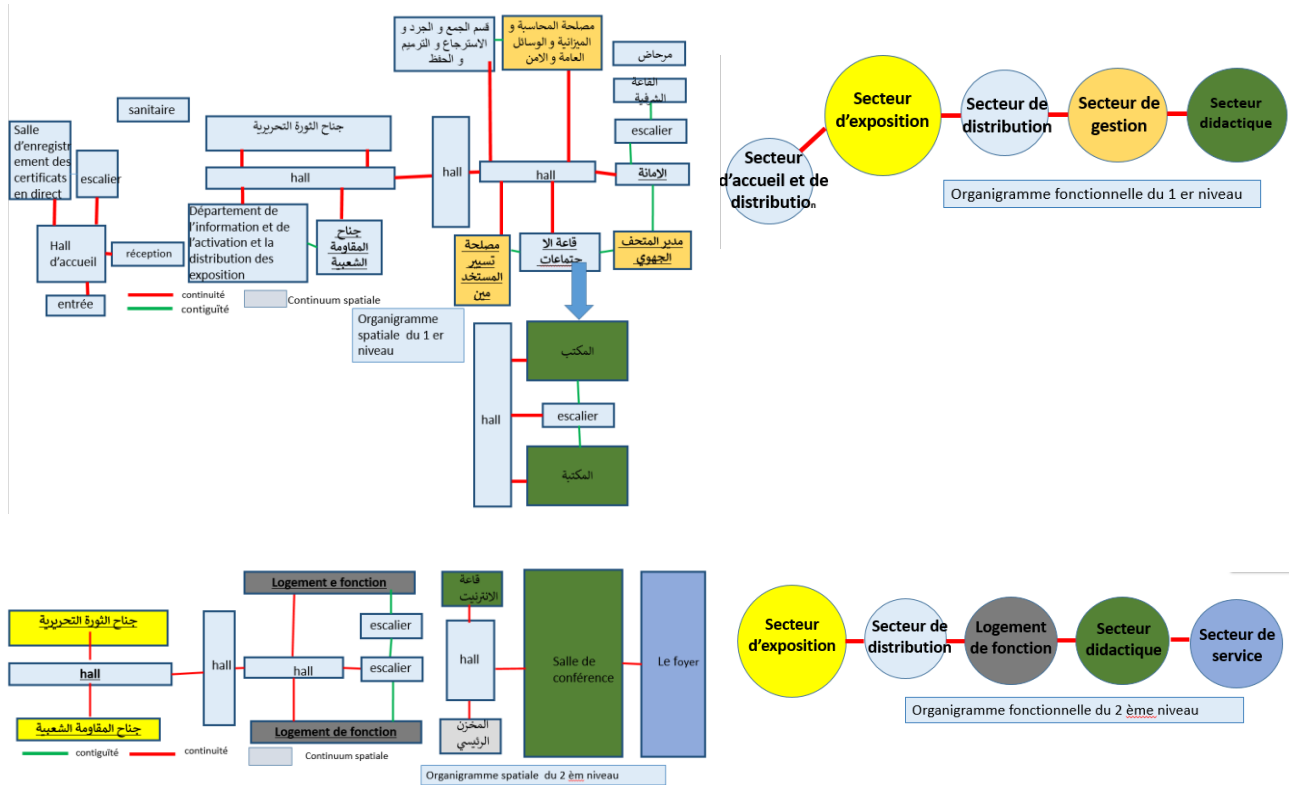 قسم الجمع و الجرد و
الاسترجاع و الترميم
و الحفظ
مصلحة المحاسبة و
الميزانية و الوسائل
العامة و الامن
مرحاض
القاعة
الشرفية
escalier
الامانة
sanitaire
جناح الثورة التحريرية
Salle
d’enregistr
ement des
certificats
en direct
escalier
hall
hall
hall
Hall
d’accueil
réception
entrée
Département de
l’information et de
l’activation et la
distribution des
exposition
جناح
المقاومة
الشعبية
مصلحة
تسيير
المستخد
مين
قاعة الا
جتماعات
مدير المتحف
الجهوي
continuité
contiguïté
Continuum spatiale
Organigramme
spatiale du 1 er
niveau
hall
المكتب
escalier
المكتبة
Secteur
d’accueil et de
distribution
Secteur
d’exposition
Secteur de
distribution
Secteur de
gestion
Secteur
didactique
Organigramme fonctionnelle du 1 er niveau
جناح الثورة التحريرية
hall
جناح المقاومة الشعبية
hall
Logement e fonction
escalier
hall
escalier
Logement de fonction
قاعة
الانترنيت
hall
المخزن
الرئيسي
Salle de
conférence
Le foyer
contiguïté
continuité
Continuum spatiale
Organigramme spatiale du 2 èm niveau
Secteur
d’exposition
Secteur de
distribution
Logement
de fonction
Secteur
didactique
Secteur de
service
Organigramme fonctionnelle du 2 ème niveau